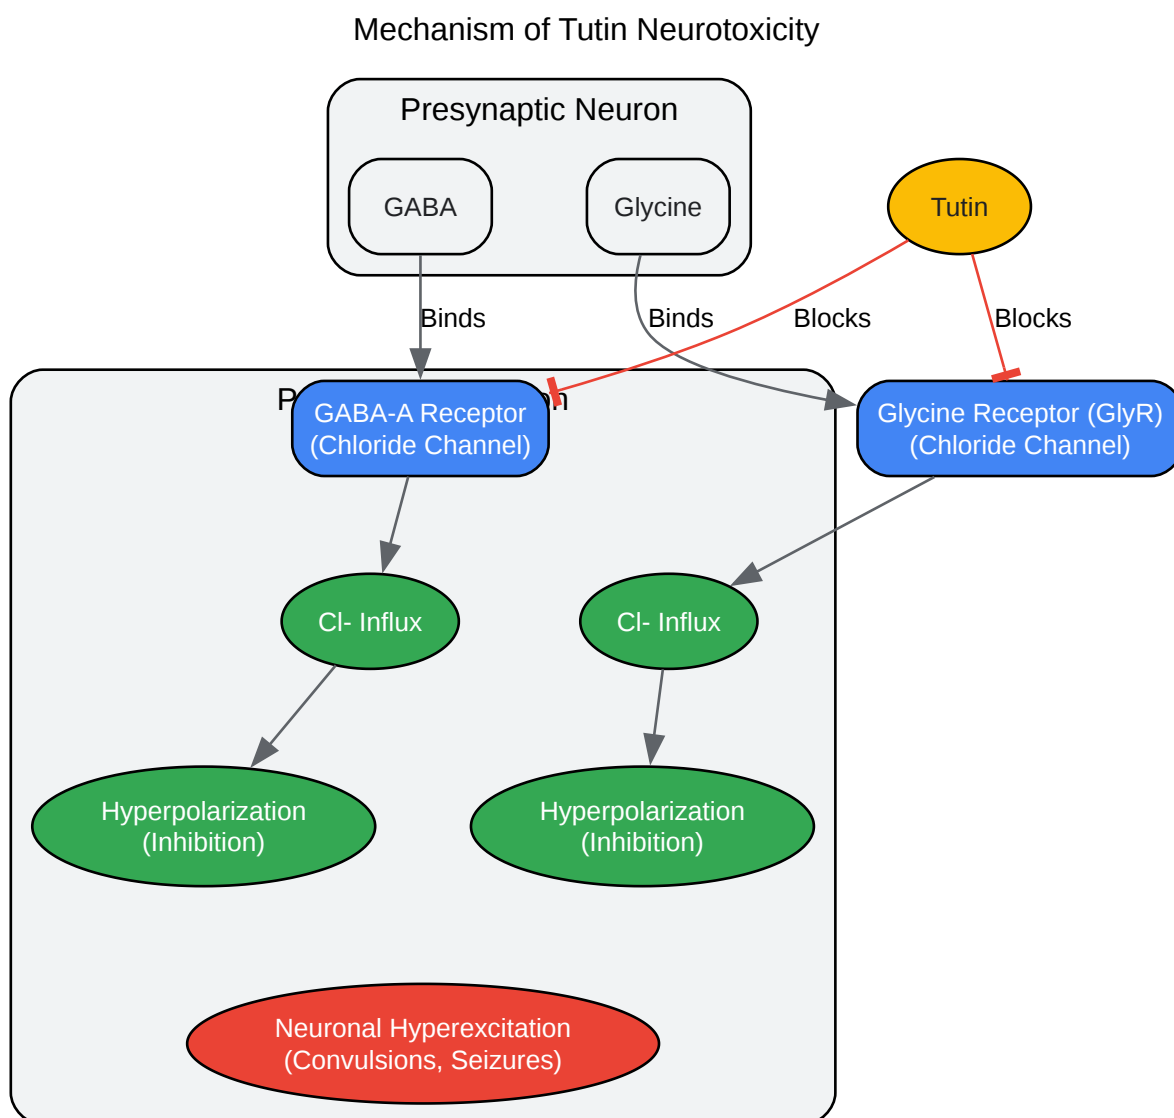 Mechanism of Tutin Neurotoxicity
Presynaptic Neuron
GABA
Glycine
Tutin
Binds
Binds
Blocks
Blocks
GABA-A Receptor
(Chloride Channel)
Glycine Receptor (GlyR)
(Chloride Channel)
Cl- Influx
Cl- Influx
Hyperpolarization
(Inhibition)
Hyperpolarization
(Inhibition)
Neuronal Hyperexcitation
(Convulsions, Seizures)